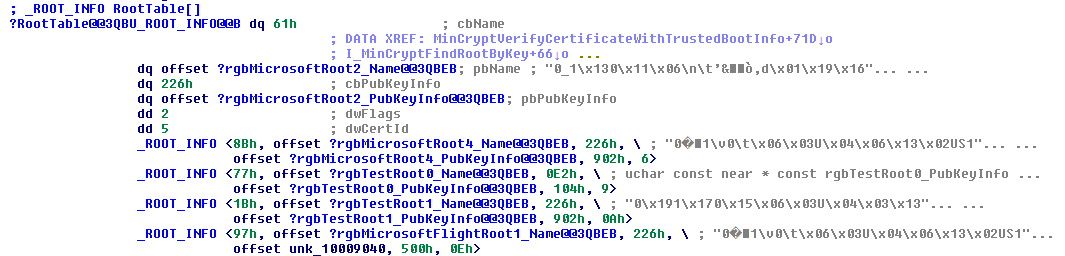 ; _ROOT_INFO RootTable[]
?RootTable@@3QBU_ROOT_INFO@@B dq 61h ; cbName
; DATA XREF: MinCryptVerifyCertificateWithTrustedBootInfo+71D↓o
; I_MinCryptFindRootByKey+66↓o ...
dq offset ?rgbMicrosoftRoot2_Name@@3QBEB; pbName ; "0_1\x130\x11\x06\n\t'&■■ò,d\x01\x19\x16"... ...
dq 226h ; cbPubKeyInfo
dq offset ?rgbMicrosoftRoot2_PubKeyInfo@@3QBEB; pbPubKeyInfo
dd 2 ; dwFlags
dd 5 ; dwCertId
_ROOT_INFO <8Bh, offset ?rgbMicrosoftRoot4_Name@@3QBEB, 226h, \ ; "0�■1\v0\t\x06\x03U\x04\x06\x13\x02US1"... ...
offset ?rgbMicrosoftRoot4_PubKeyInfo@@3QBEB, 902h, 6>
_ROOT_INFO <77h, offset ?rgbTestRoot0_Name@@3QBEB, 0E2h, \ ; uchar const near * const rgbTestRoot0_PubKeyInfo ...
offset ?rgbTestRoot0_PubKeyInfo@@3QBEB, 104h, 9>
_ROOT_INFO <1Bh, offset ?rgbTestRoot1_Name@@3QBEB, 226h, \ ; "0\x191\x170\x15\x06\x03U\x04\x03\x13"... ...
offset ?rgbTestRoot1_PubKeyInfo@@3QBEB, 902h, 0Ah>
_ROOT_INFO <97h, offset ?rgbMicrosoftFlightRoot1_Name@@3QBEB, 226h, \ ; "0�■1\v0\t\x06\x03U\x04\x06\x13\x02US1"...
offset unk_10009040, 500h, 0Eh>